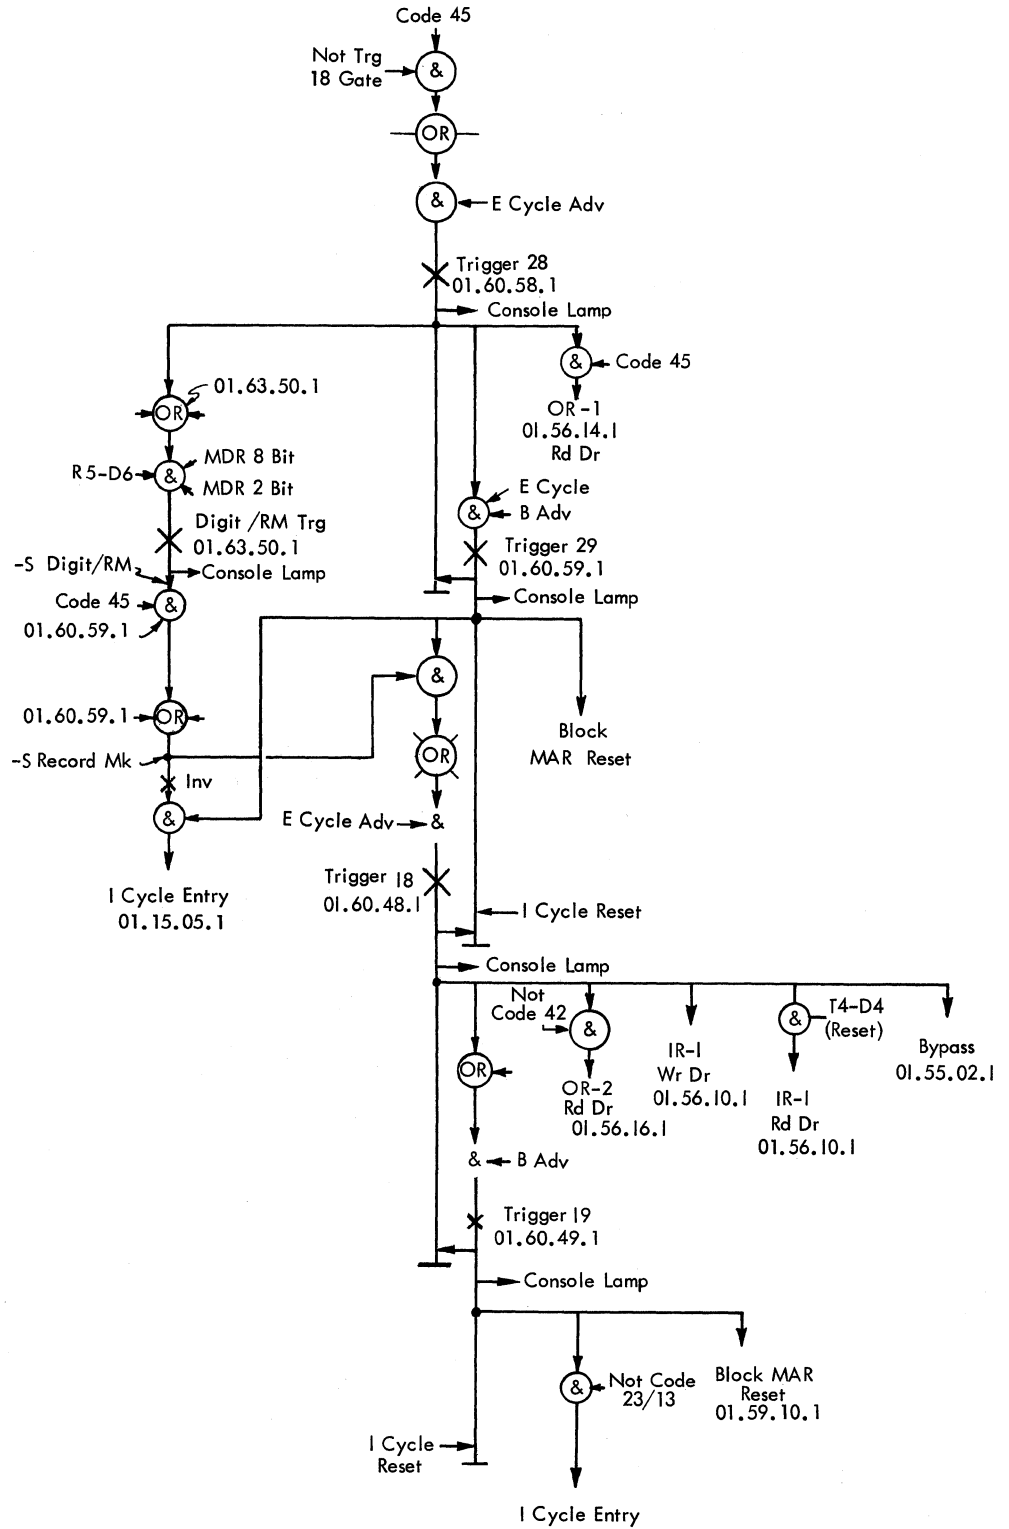 Code 45
Not Trg
18 Gate
&
OR
&
E Cycle Adv
Trigger 28
01.60.58.1
Console Lamp
&
Code 45
01.63.50.1
OR
OR-1
01.56.14.1
Rd Dr
R5-D6
&
MDR 8 Bit
MDR 2 Bit
&
E Cycle
B Adv
Digit /RM Trg
01.63.50.1
Trigger 29
01.60.59.1
-S Digit/RM
Console Lamp
Code 45
&
01.60.59.1
Console Lamp
&
01.60.59.1
OR
OR
Block
MAR Reset
-S Record Mk
Inv
&
E Cycle Adv
&
Trigger 18
01.60.48.1
I Cycle Entry
01.15.05.1
I Cycle Reset
Console Lamp
Not
Code 42
&
&
T4-D4
(Reset)
IR-1
Wr Dr
01.56.10.1
Bypass
01.55.02.1
OR
OR-2
Rd Dr
01.56.16.1
IR-1
Rd Dr
01.56.10.1
&
B Adv
Trigger 19
01.60.49.1
Console Lamp
&
Not Code
23/13
Block MAR
Reset
01.59.10.1
I Cycle
Reset
I Cycle Entry